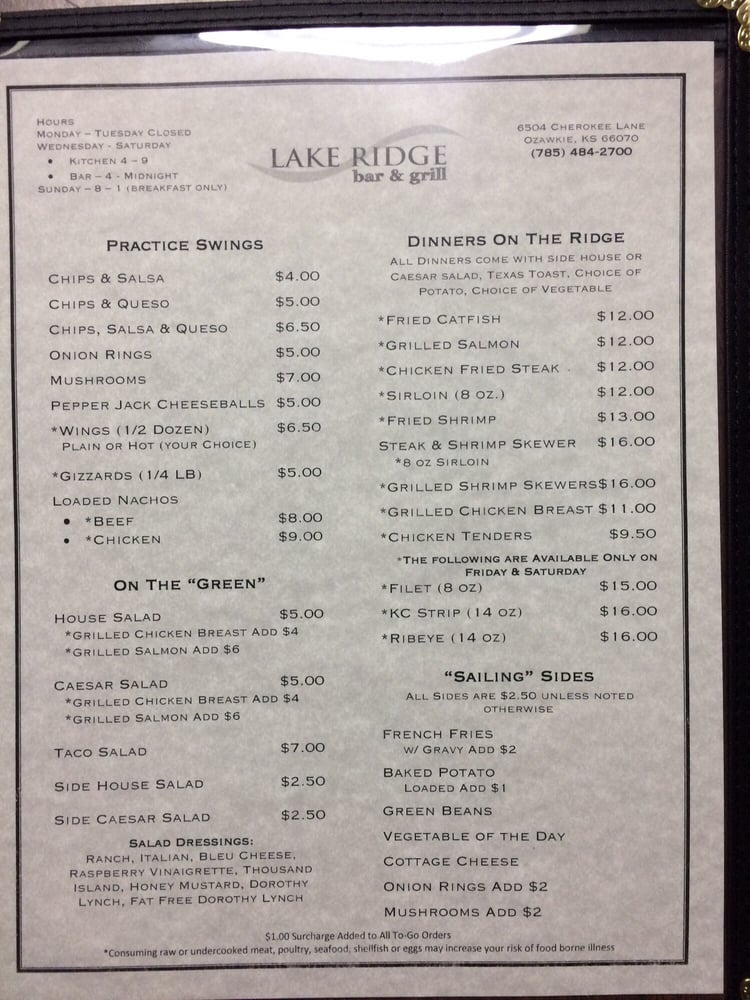 HOURS
MONDAY – TUESDAY CLOSED
WEDNESDAY - SATURDAY
• KITCHEN 4 – 9
• BAR – 4 - MIDNIGHT
SUNDAY – 8 – 1 (BREAKFAST ONLY)
LAKE RIDGE
bar & grill
6504 CHEROKEE LANE
OZAWKIE, KS 66070
(785) 484-2700
PRACTICE SWINGS
CHIPS & SALSA $4.00
CHIPS & QUESO $5.00
CHIPS, SALSA & QUESO $6.50
ONION RINGS $5.00
MUSHROOMS $7.00
PEPPER JACK CHEESEBALLS $5.00
*WINGS (1/2 DOZEN) $6.50
PLAIN OR HOT (YOUR CHOICE)
*GIZZARDS (1/4 LB) $5.00
LOADED NACHOS
• *BEEF $8.00
• *CHICKEN $9.00
ON THE “GREEN”
HOUSE SALAD $5.00
*GRILLED CHICKEN BREAST ADD $4
*GRILLED SALMON ADD $6
CAESAR SALAD $5.00
*GRILLED CHICKEN BREAST ADD $4
*GRILLED SALMON ADD $6
TACO SALAD $7.00
SIDE HOUSE SALAD $2.50
SIDE CAESAR SALAD $2.50
SALAD DRESSINGS:
RANCH, ITALIAN, BLEU CHEESE,
RASPBERRY VINAIGRETTE, THOUSAND
ISLAND, HONEY MUSTARD, DOROTHY
LYNCH, FAT FREE DOROTHY LYNCH
DINNERS ON THE RIDGE
ALL DINNERS COME WITH SIDE HOUSE OR
CAESAR SALAD, TEXAS TOAST, CHOICE OF
POTATO, CHOICE OF VEGETABLE
*FRIED CATFISH $12.00
*GRILLED SALMON $12.00
*CHICKEN FRIED STEAK $12.00
*SIRLOIN (8 OZ.) $12.00
*FRIED SHRIMP $13.00
STEAK & SHRIMP SKEWER $16.00
*8 OZ SIRLOIN
*GRILLED SHRIMP SKEWERS $16.00
*GRILLED CHICKEN BREAST $11.00
*CHICKEN TENDERS $9.50
*THE FOLLOWING ARE AVAILABLE ONLY ON
FRIDAY & SATURDAY
*FILET (8 OZ) $15.00
*KC STRIP (14 OZ) $16.00
*RIBEYE (14 OZ) $16.00
“SAILING” SIDES
ALL SIDES ARE $2.50 UNLESS NOTED
OTHERWISE
FRENCH FRIES
W/ GRAVY ADD $2
BAKED POTATO
LOADED ADD $1
GREEN BEANS
VEGETABLE OF THE DAY
COTTAGE CHEESE
ONION RINGS ADD $2
MUSHROOMS ADD $2
$1.00 Surcharge Added to All To-Go Orders
*Consuming raw or undercooked meat, poultry, seafood, shellfish or eggs may increase your risk of food borne illness